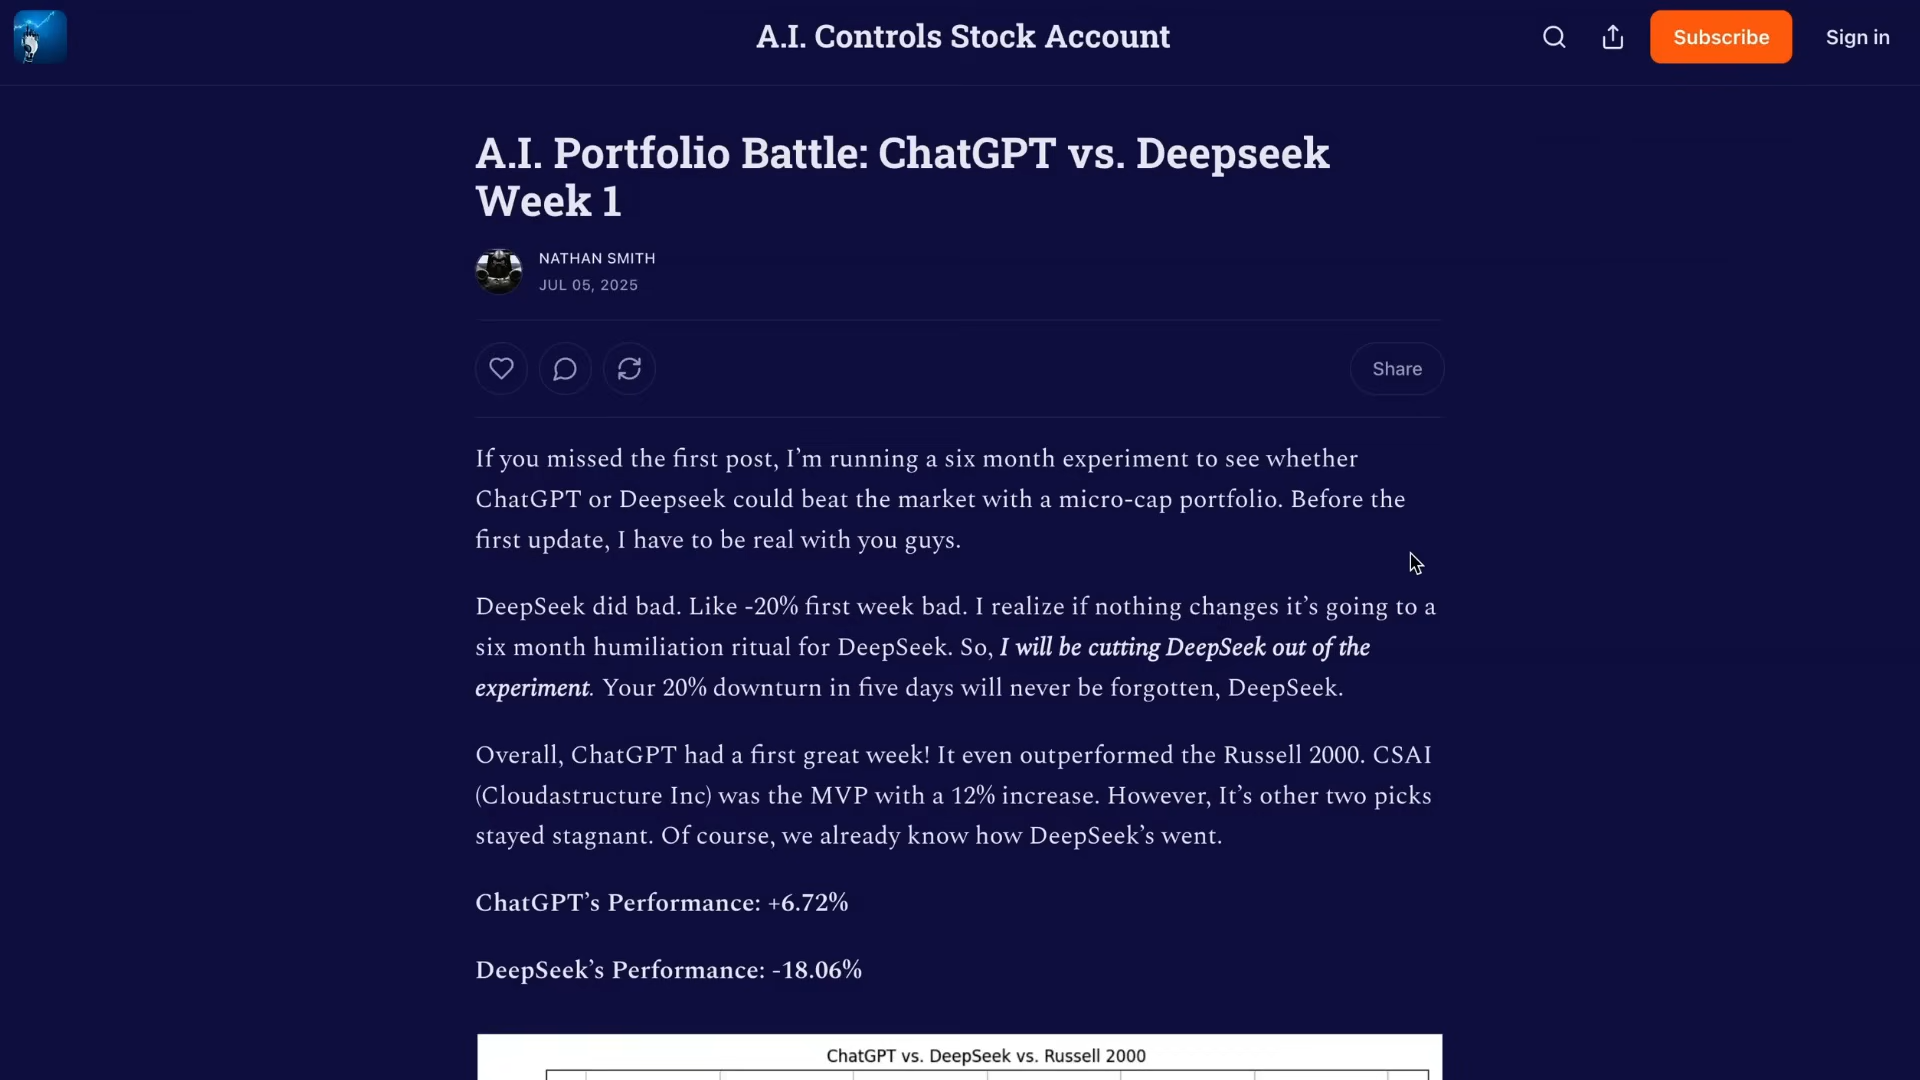 A.I. Controls Stock Account
Subscribe
Sign in
A.I. Portfolio Battle: ChatGPT vs. Deepseek
Week 1
NATHAN SMITH
JUL 05, 2025
Share
If you missed the first post, I’m running a six month experiment to see whether
ChatGPT or Deepseek could beat the market with a micro-cap portfolio. Before the
first update, I have to be real with you guys.
DeepSeek did bad. Like -20% first week bad. I realize if nothing changes it’s going to a
six month humiliation ritual for DeepSeek. So, I will be cutting DeepSeek out of the
experiment. Your 20% downturn in five days will never be forgotten, DeepSeek.
Overall, ChatGPT had a first great week! It even outperformed the Russell 2000. CSAI
(Cloudastructure Inc) was the MVP with a 12% increase. However, It’s other two picks
stayed stagnant. Of course, we already know how DeepSeek’s went.
ChatGPT’s Performance: +6.72%
DeepSeek’s Performance: -18.06%
ChatGPT vs. DeepSeek vs. Russell 2000